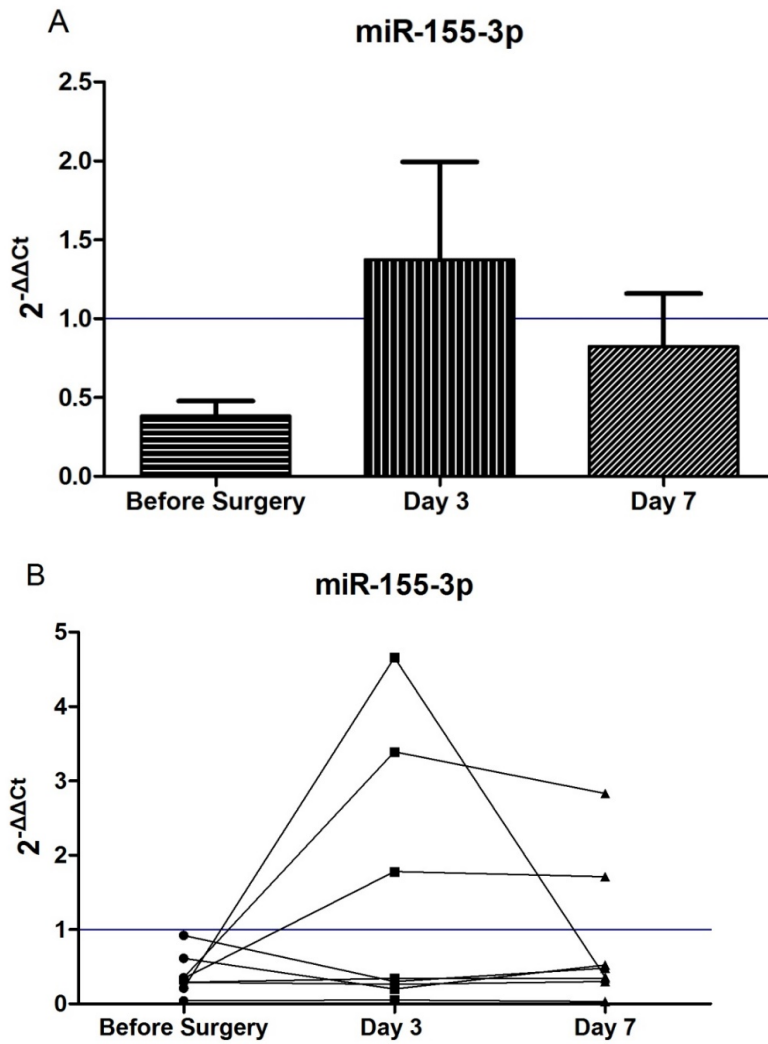 A
miR-155-3p
2.5
2.0
1.5
1.0
0.5
0.0
2-ΔΔCt
Before Surgery Day 3 Day 7
B
miR-155-3p
5
4
3
2
1
0
2-ΔΔCt
Before Surgery Day 3 Day 7